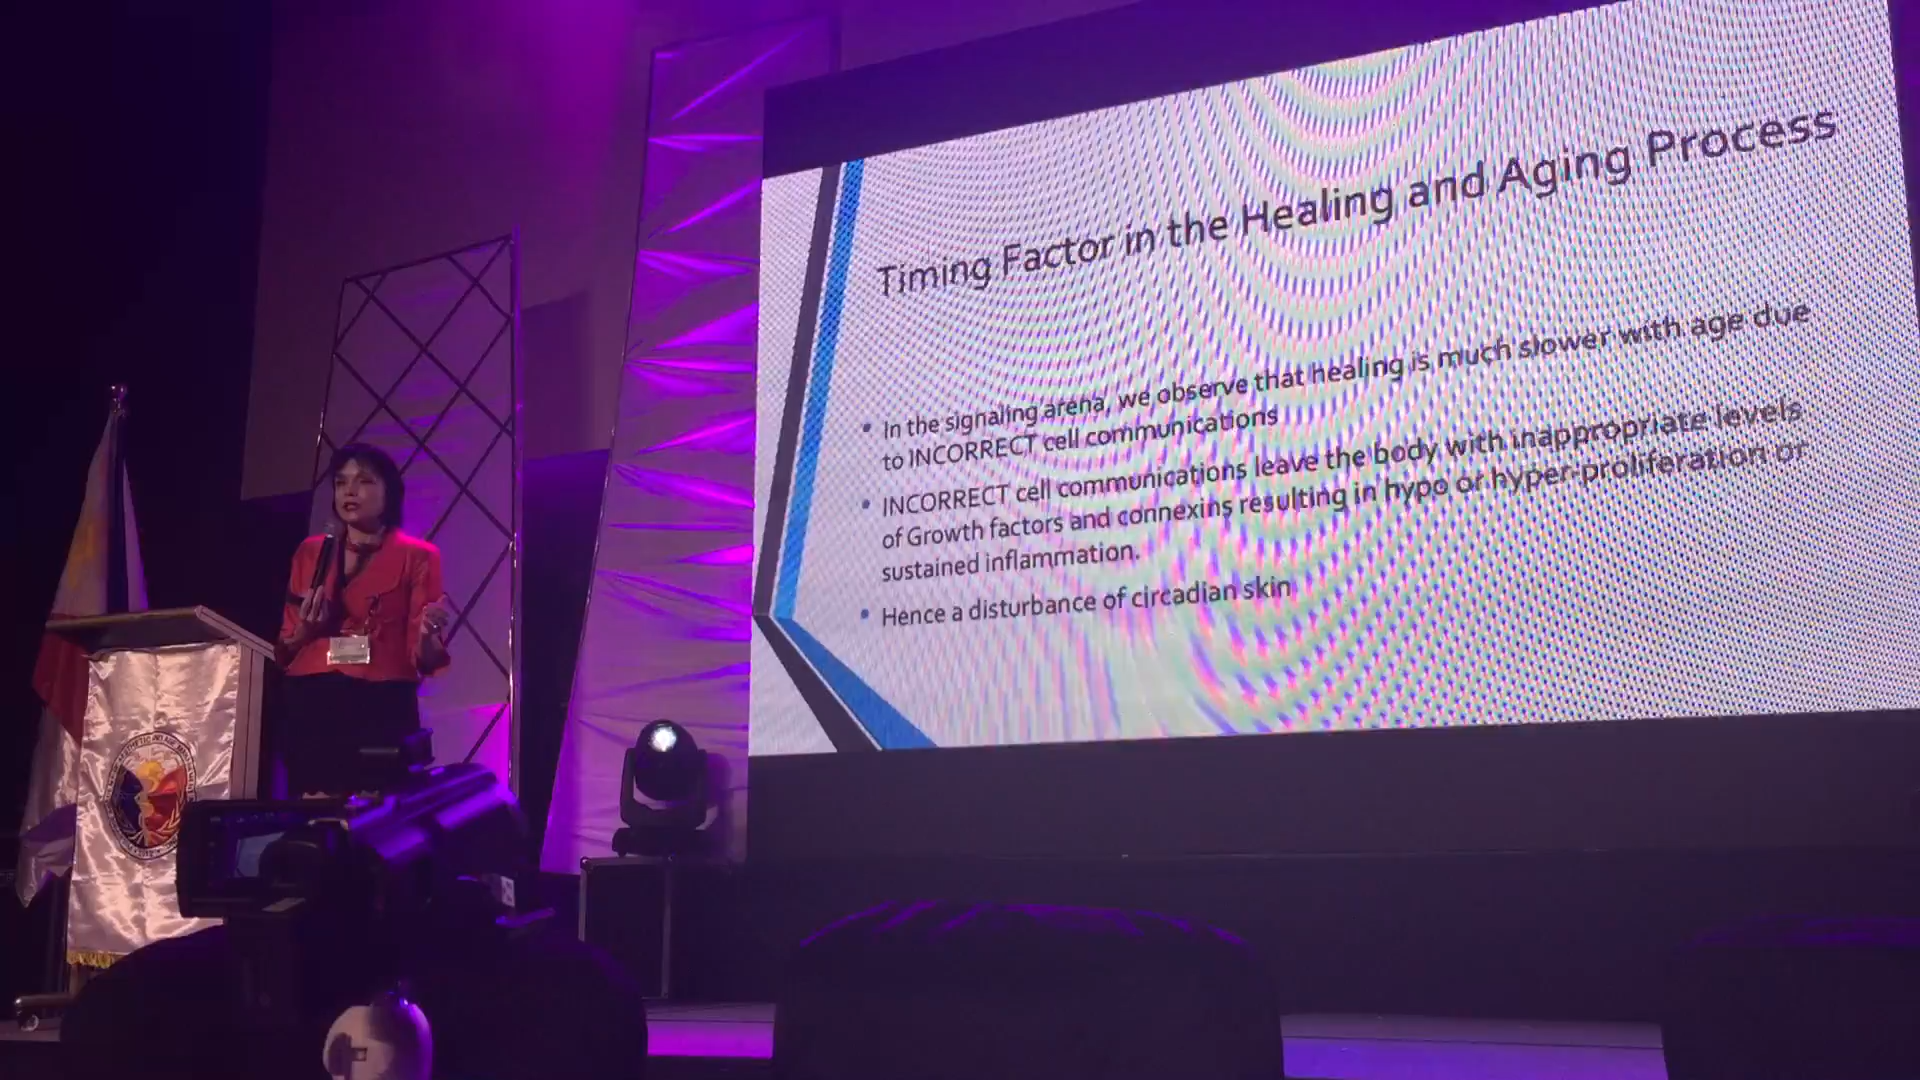 Timing Factor in the Healing and Aging Process
• In the signaling arena, we observe that healing is much slower with age due
to INCORRECT cell communications
• INCORRECT cell communications leave the body with inappropriate levels
of Growth factors and connexins resulting in hypo or hyper-proliferation or
sustained inflammation.
• Hence a disturbance of circadian skin